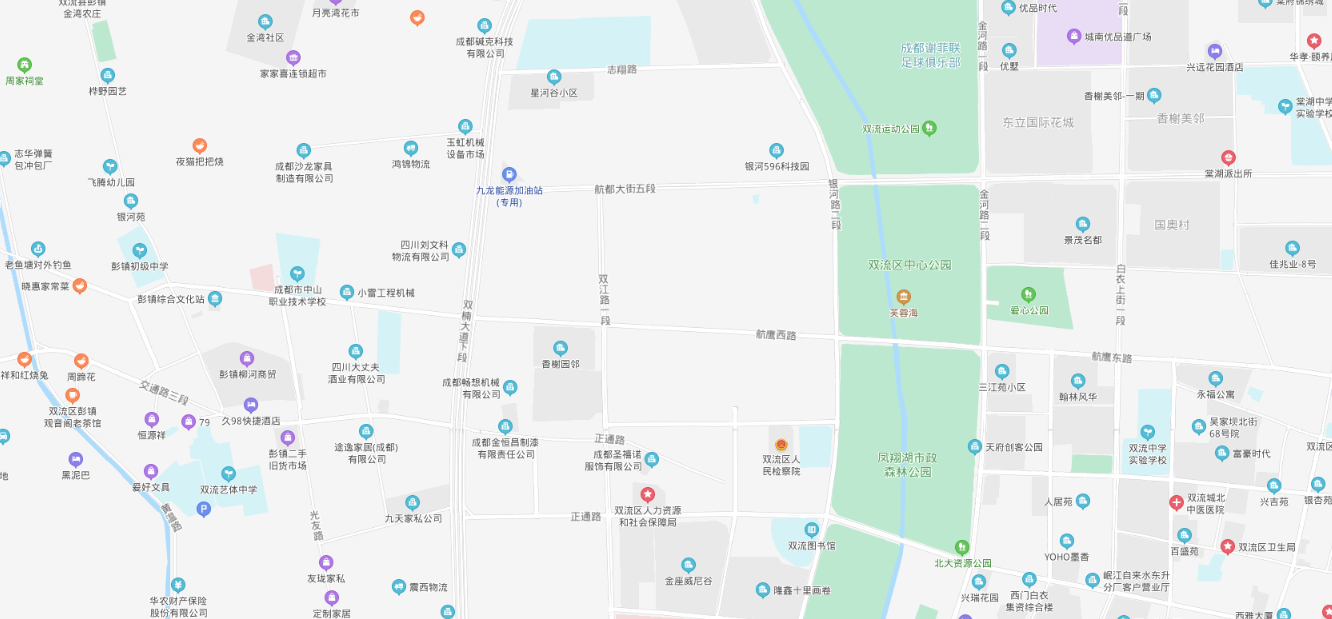 双流县彭镇
金湾农庄
月亮湾花市
金湾社区
成都碱克科技
有限公司
家家喜连锁超市
周家祠堂
桦野园艺
志翔路
星河谷小区
成都谢菲联
足球俱乐部
金河路一段
优品时代
城南优品道广场
优墅
兴远花园酒店
棠府锦绣城
华孝·颐养
香榭美邻-一期
香榭美邻
东立国际花城
棠湖中学
实验学校
双流运动公园
棠湖派出所
玉虹机械
设备市场
志华弹簧
包冲包厂
夜猫把把烧
成都沙龙家具
制造有限公司
鸿锦物流
飞腾幼儿园
银河596科技园
九龙能源加油站
(专用)
航都大街五段
银河路二段
金河路二段
银河苑
国奥村
景茂名都
四川刘文科
物流有限公司
老鱼塘对外钓鱼
彭镇初级中学
双流区中心公园
佳兆业-8号
晓惠家常菜
成都市中山
职业技术学校
小雷工程机械
彭镇综合文化站
双江路一段
白衣上街一段
芙蓉海
爱心公园
双楠大道下段
航鹰西路
航鹰东路
香榭园邻
祥和红烧兔
周蹄花
彭镇柳河商贸
四川大丈夫
酒业有限公司
成都畅想机械
有限公司
三江苑小区
翰林风华
永福公寓
交通路三段
双流区彭镇
观音阁老茶馆
恒源祥
79
久98快捷酒店
吴家坝北街
68号院
彭镇二手
旧货市场
途逸家居(成都)
有限公司
成都金恒昌制漆
有限责任公司
正通路
成都圣福诺
服饰有限公司
双流区人
民检察院
凤翔湖市政
森林公园
天府创客公园
双流中学
实验学校
富豪时代
双流区
地
黑泥巴
爱好文具
双流艺体中学
双流区人力资源
和社会保障局
人居苑
双流城北
中医医院
兴吉苑
银杏苑
光友路
九天家私公司
正通路
双流图书馆
YOHO墨香
百盛苑
双流区卫生局
友珑家私
金座威尼谷
北大资源公园
岷江自来水东升
分厂客户营业厅
华农财产保险
股份有限公司
震西物流
定制家居
隆鑫十里画卷
兴瑞花园
西门白衣
集资综合楼
西雅大厦